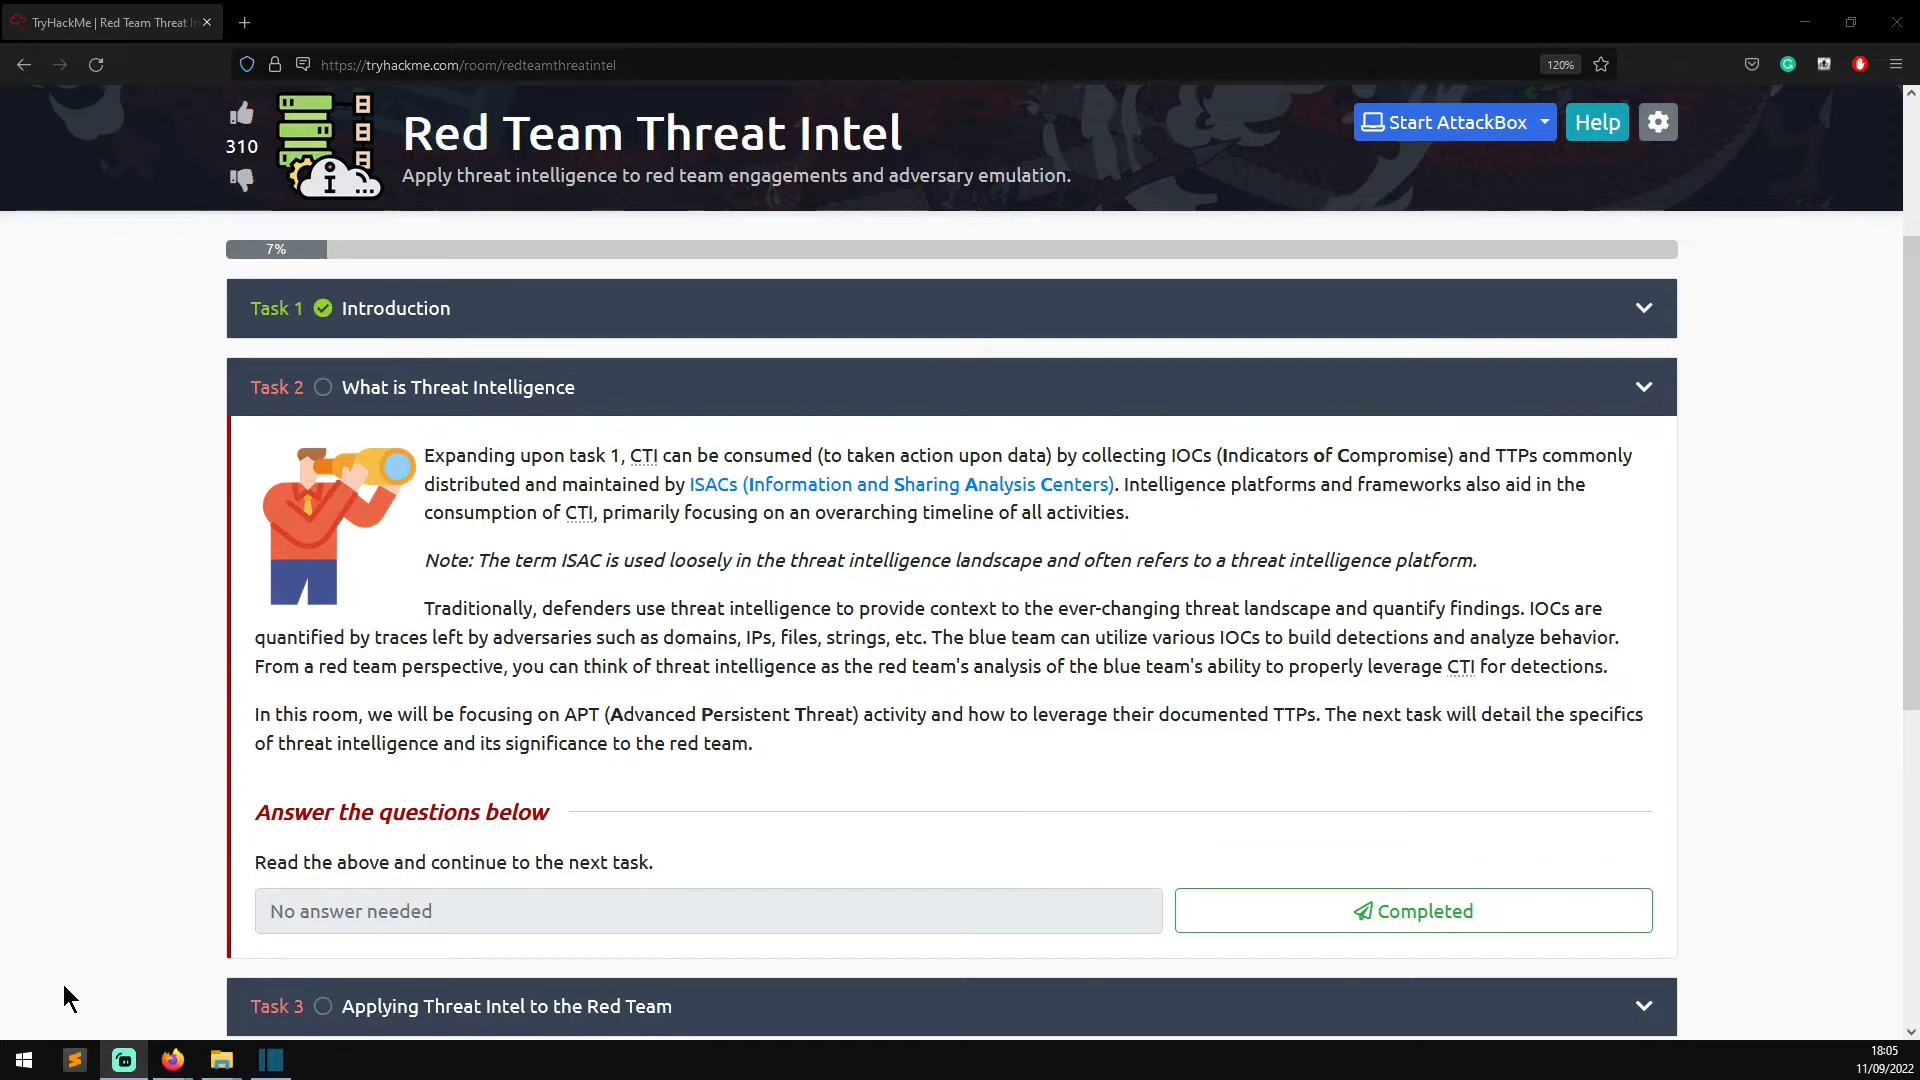 TryHackMe | Red Team Threat In
https://tryhackme.com/room/redteamthreatintel
120%
310
Red Team Threat Intel
Apply threat intelligence to red team engagements and adversary emulation.
Start AttackBox
Help
7%
Task 1 Introduction
Task 2 What is Threat Intelligence
Expanding upon task 1, CTI can be consumed (to taken action upon data) by collecting IOCs (Indicators of Compromise) and TTPs commonly
distributed and maintained by ISACs (Information and Sharing Analysis Centers). Intelligence platforms and frameworks also aid in the
consumption of CTI, primarily focusing on an overarching timeline of all activities.
Note: The term ISAC is used loosely in the threat intelligence landscape and often refers to a threat intelligence platform.
Traditionally, defenders use threat intelligence to provide context to the ever-changing threat landscape and quantify findings. IOCs are
quantified by traces left by adversaries such as domains, IPs, files, strings, etc. The blue team can utilize various IOCs to build detections and analyze behavior.
From a red team perspective, you can think of threat intelligence as the red team's analysis of the blue team's ability to properly leverage CTI for detections.
In this room, we will be focusing on APT (Advanced Persistent Threat) activity and how to leverage their documented TTPs. The next task will detail the specifics
of threat intelligence and its significance to the red team.
Answer the questions below
Read the above and continue to the next task.
No answer needed
Completed
Task 3 Applying Threat Intel to the Red Team
18:05
11/09/2022